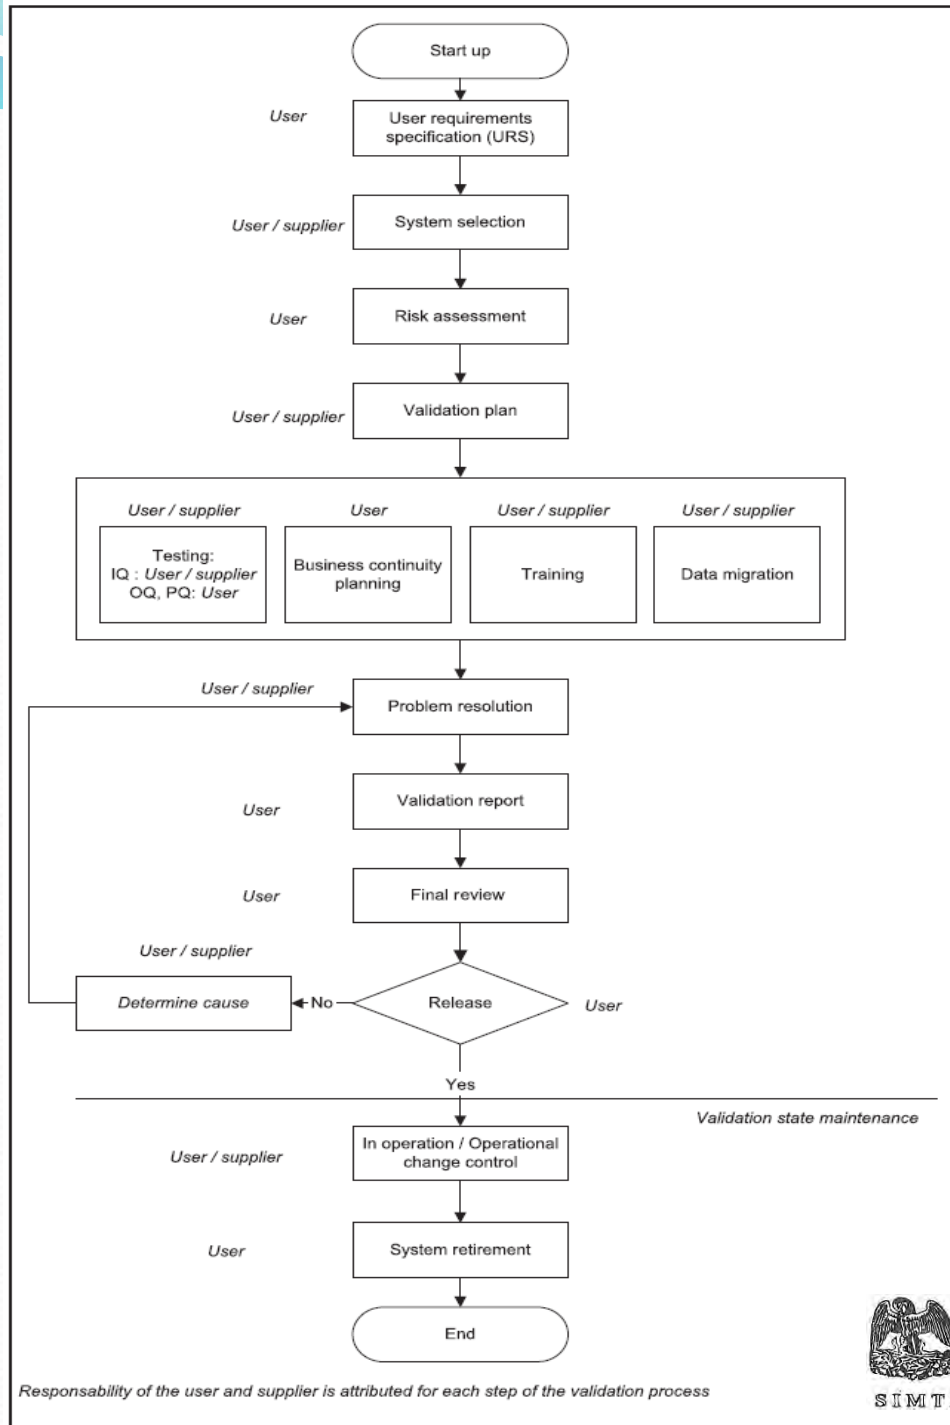 Start up
User
User requirements
specification (URS)
User / supplier
System selection
User
Risk assessment
User / supplier
Validation plan
User / supplier
Testing:
IQ : User / supplier
OQ, PQ: User
User
Business continuity
planning
User / supplier
Training
User / supplier
Data migration
User / supplier
Problem resolution
User
Validation report
User
Final review
User / supplier
Determine cause
No
Release
User
Yes
Validation state maintenance
User / supplier
In operation / Operational
change control
User
System retirement
End
Responsability of the user and supplier is attributed for each step of the validation process
SIMT